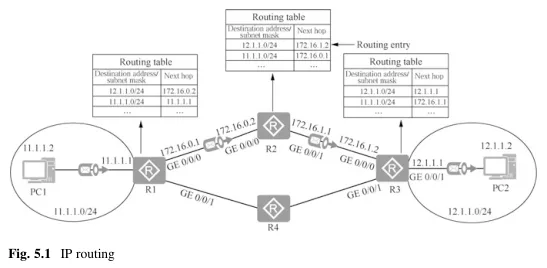 Routing table
Destination address/ subnet mask Next hop
12.1.1.0/24 172.16.1.2
11.1.1.0/24 172.16.0.1
... ...
Routing entry
Routing table
Destination address/ subnet mask Next hop
12.1.1.0/24 172.16.0.2
11.1.1.0/24 11.1.1.1
... ...
Routing table
Destination address/ subnet mask Next hop
12.1.1.0/24 12.1.1.1
11.1.1.0/24 172.16.1.1
... ...
11.1.1.2
PC1
11.1.1.1
11.1.1.0/24
R
R1
172.16.0.1
GE 0/0/0
172.16.0.2
GE 0/0/0
R
R2
172.16.1.1
GE 0/0/1
172.16.1.2
GE 0/0/0
R
R3
12.1.1.1
GE 0/0/1
12.1.1.2
PC2
12.1.1.0/24
GE 0/0/1
R
R4
GE 0/0/1
Fig. 5.1 IP routing